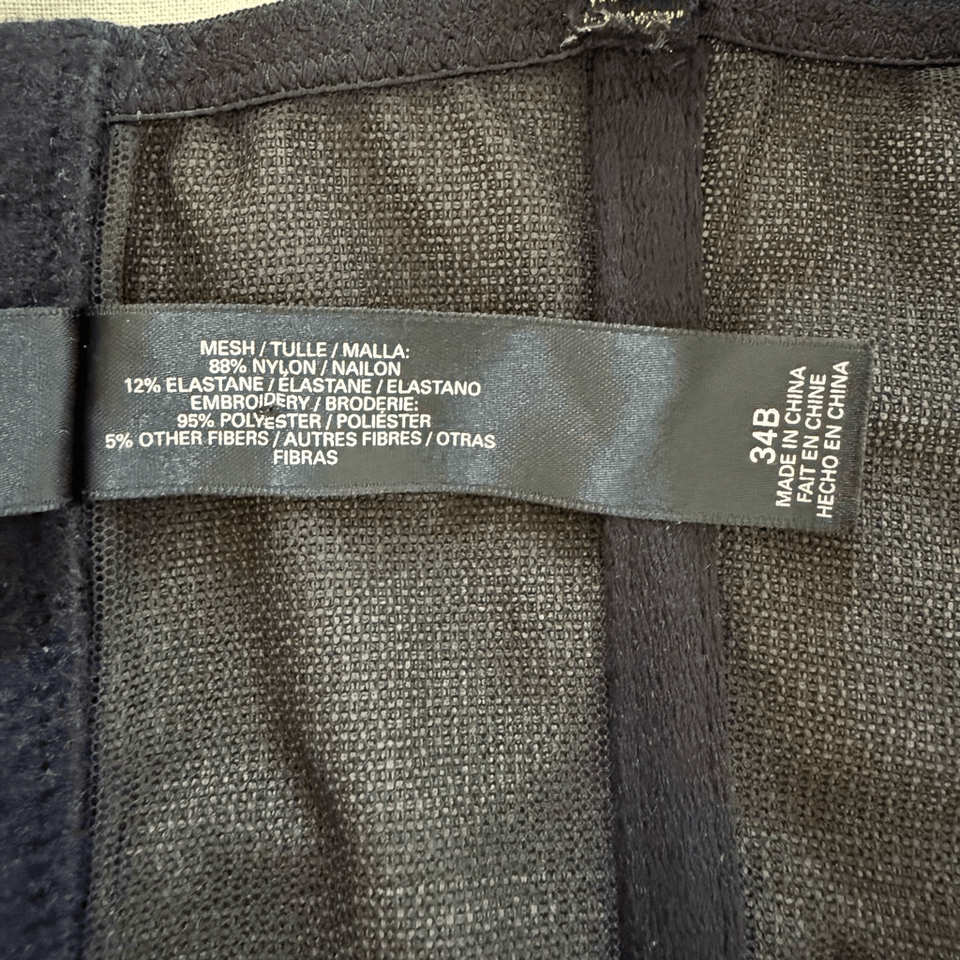 MESH / TULLE / MALLA:
88% NYLON / NAILON
12% ELASTANE / ÉLASTANE / ELASTANO
EMBROIDERY / BRODERIE:
95% POLYESTER / POLIÉSTER
5% OTHER FIBERS / AUTRES FIBRES / OTRAS
FIBRAS
34B
MADE IN CHINA
FAIT EN CHINE
HECHO EN CHINA